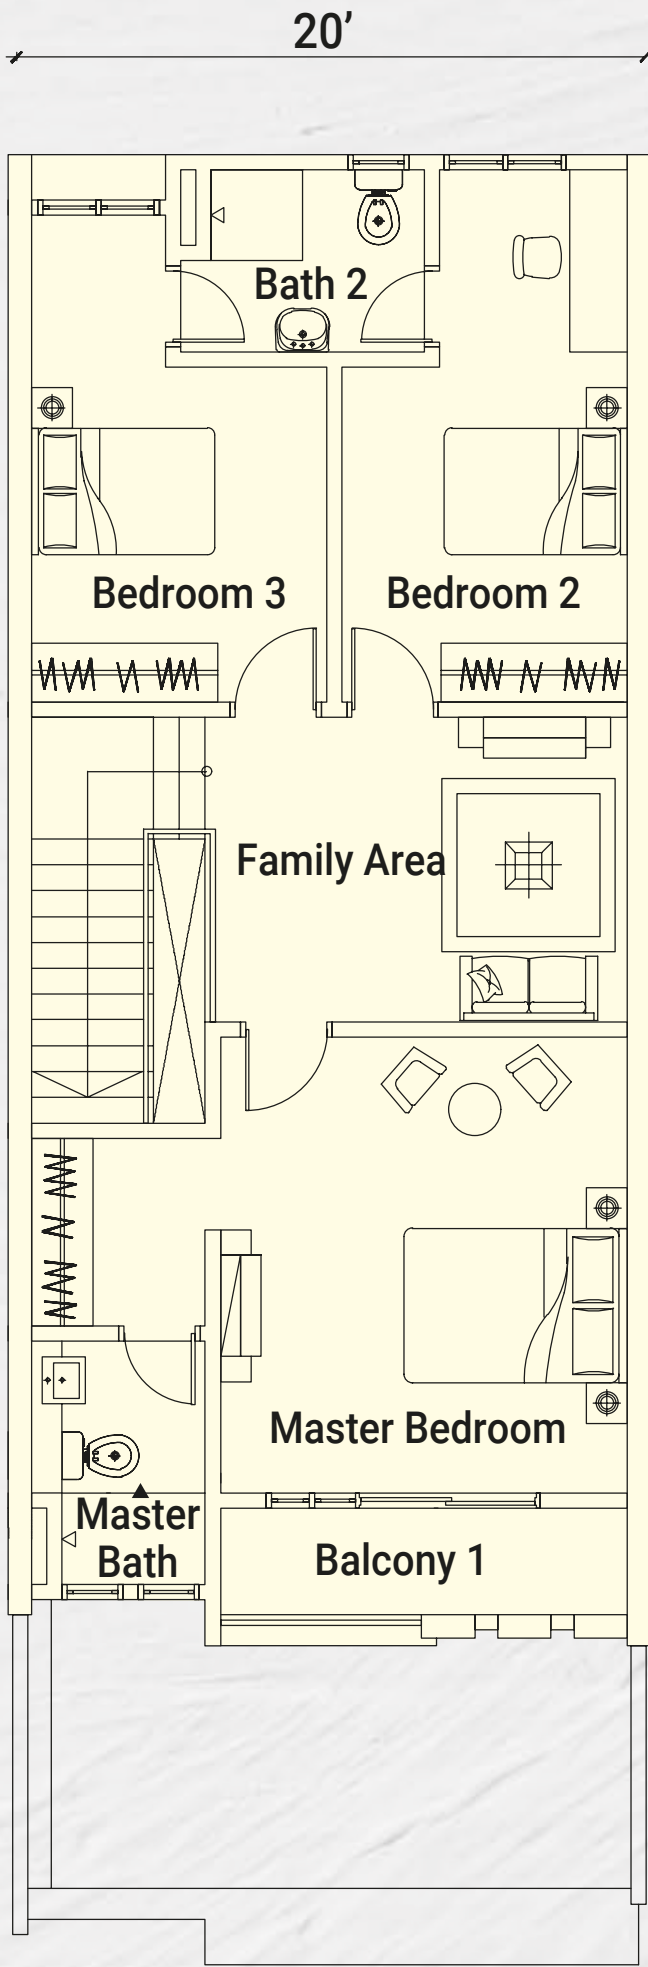 20’
Bath 2
Bedroom 3
Bedroom 2
Family Area
Master Bedroom
Master
Bath
Balcony 1